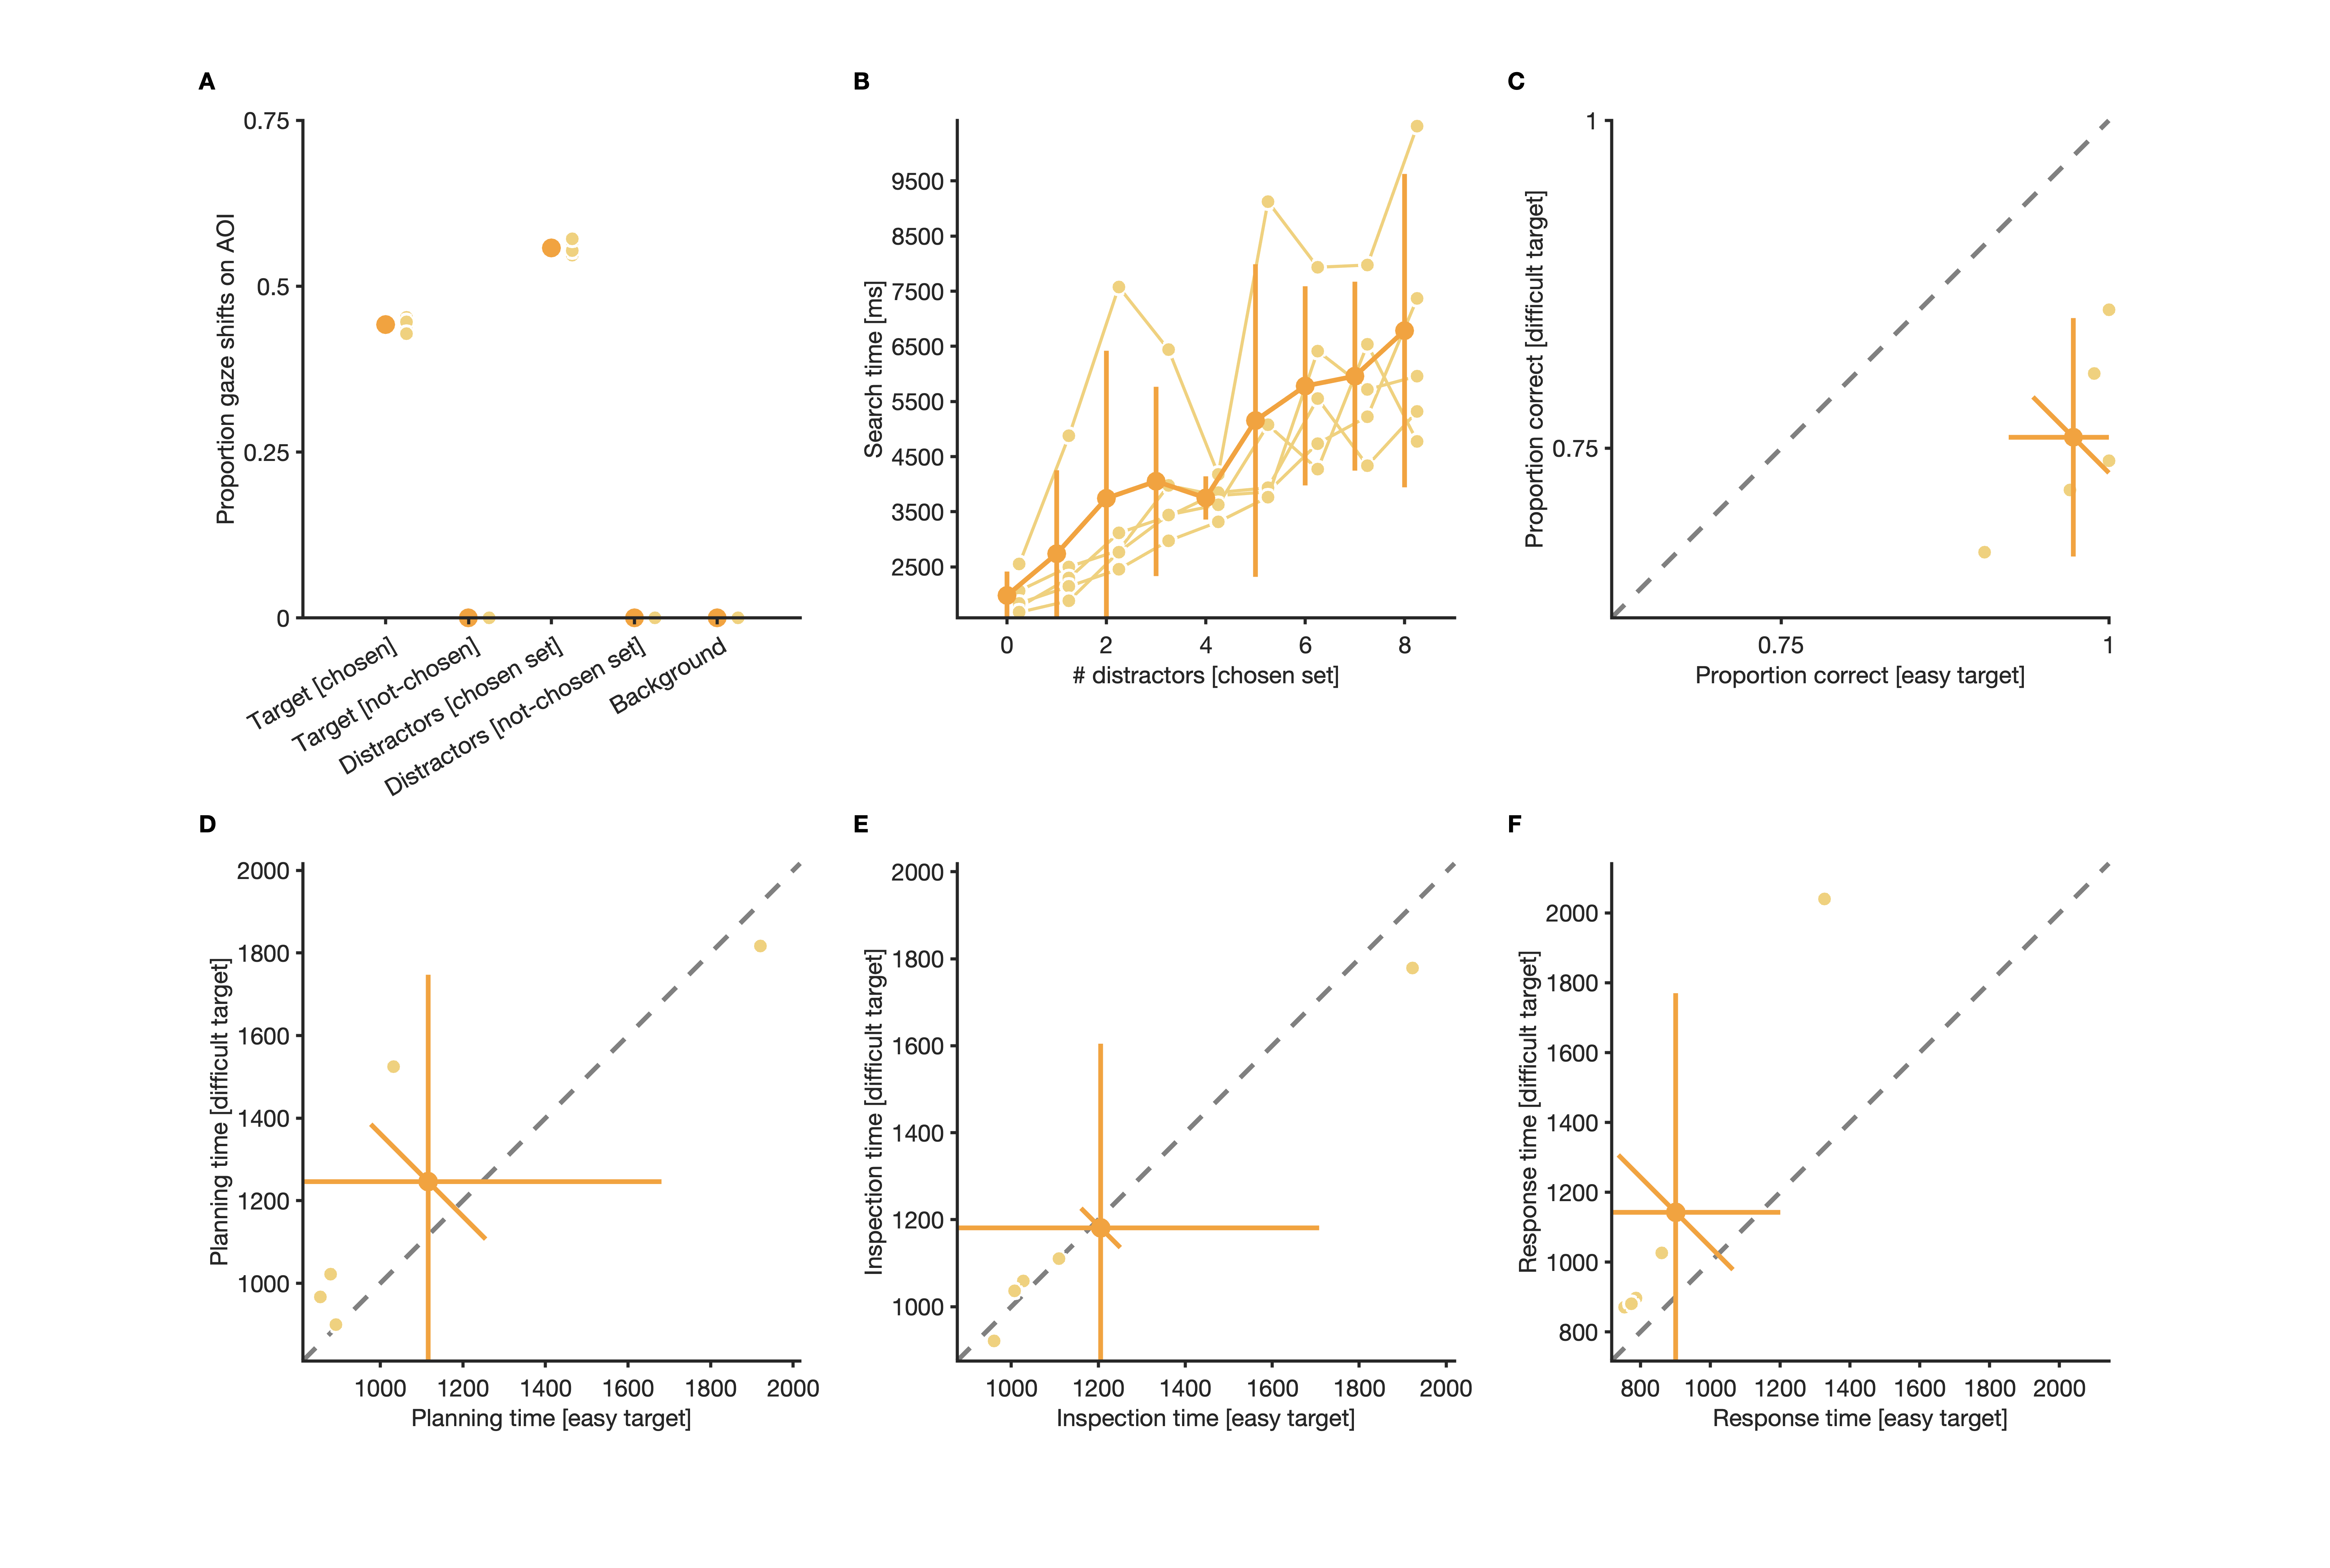 A
0.75
0.5
0.25
0
Proportion gaze shifts on AOI
Target [chosen]
Target [not-chosen]
Distractors [chosen set]
Distractors [not-chosen set]
Background
B
9500
8500
7500
6500
5500
4500
3500
2500
Search time [ms]
0 2 4 6 8
# distractors [chosen set]
C
1
0.75
Proportion correct [difficult target]
0.75 1
Proportion correct [easy target]
D
2000
1800
1600
1400
1200
1000
Planning time [difficult target]
1000 1200 1400 1600 1800 2000
Planning time [easy target]
E
2000
1800
1600
1400
1200
1000
Inspection time [difficult target]
1000 1200 1400 1600 1800 2000
Inspection time [easy target]
F
2000
1800
1600
1400
1200
1000
800
Response time [difficult target]
800 1000 1200 1400 1600 1800 2000
Response time [easy target]